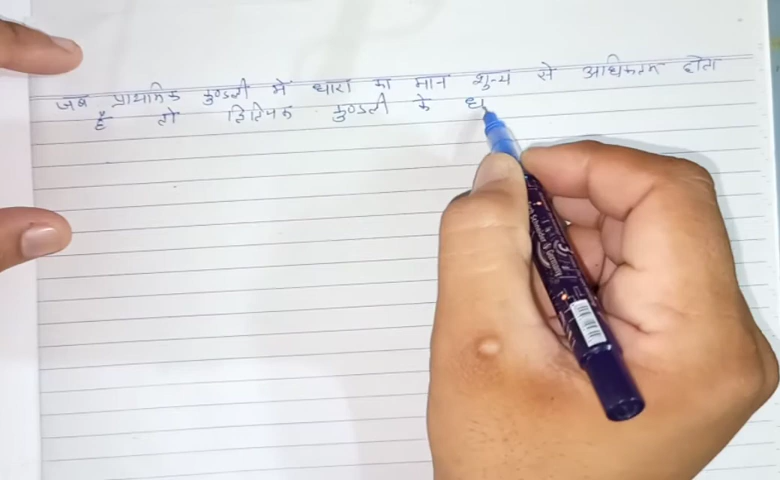 जब प्राथमिक कुण्डली में धारा का मान शुन्य से अधिकतम होता
है तो द्वितियक कुण्डली के ध